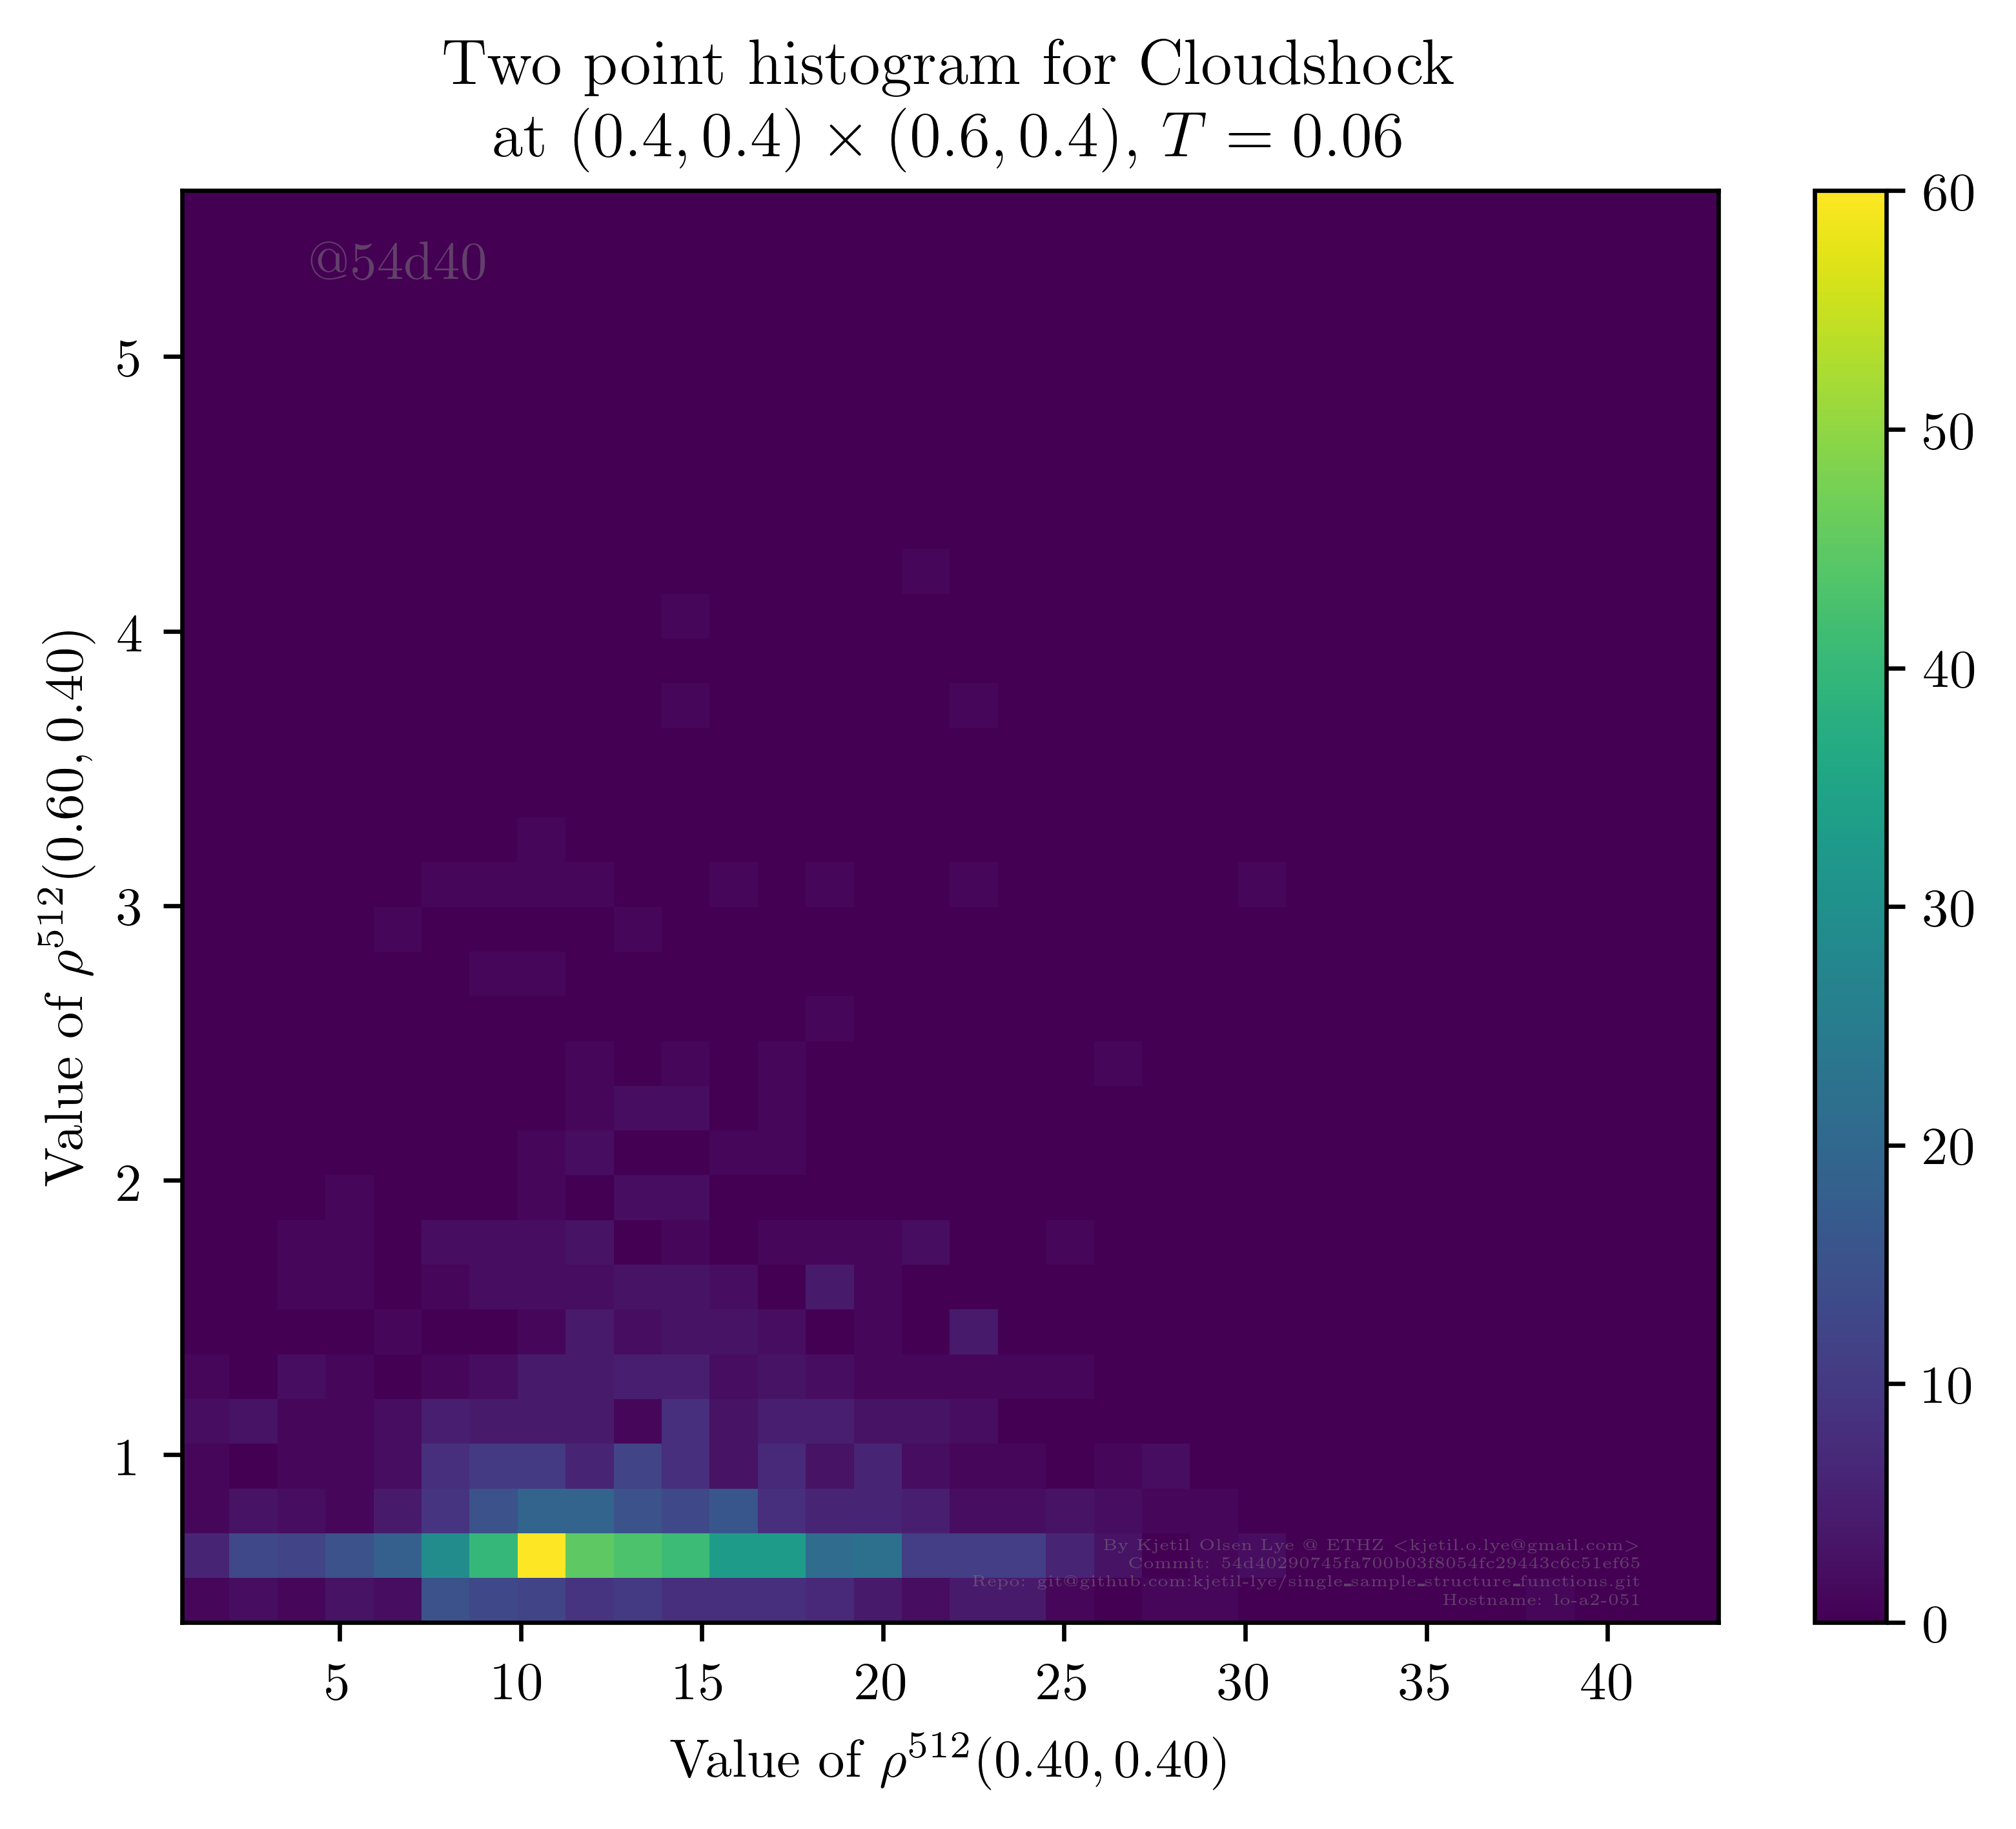 Two point histogram for Cloudshock
at (0.4, 0.4) × (0.6, 0.4), T = 0.06
@54d40
60
50
40
30
20
10
0
5
4
3
2
1
Value of ρ^512(0.60, 0.40)
By Kjetil Olsen Lye @ ETHZ <kjetil.o.lye@gmail.com>
Commit: 54d40290745fa700b03f8054fc29443c6c51ef65
Repo: git@github.com:kjetil-lye/single_sample_structure_functions.git
Hostname: lo-a2-051
5 10 15 20 25 30 35 40
Value of ρ^512(0.40, 0.40)